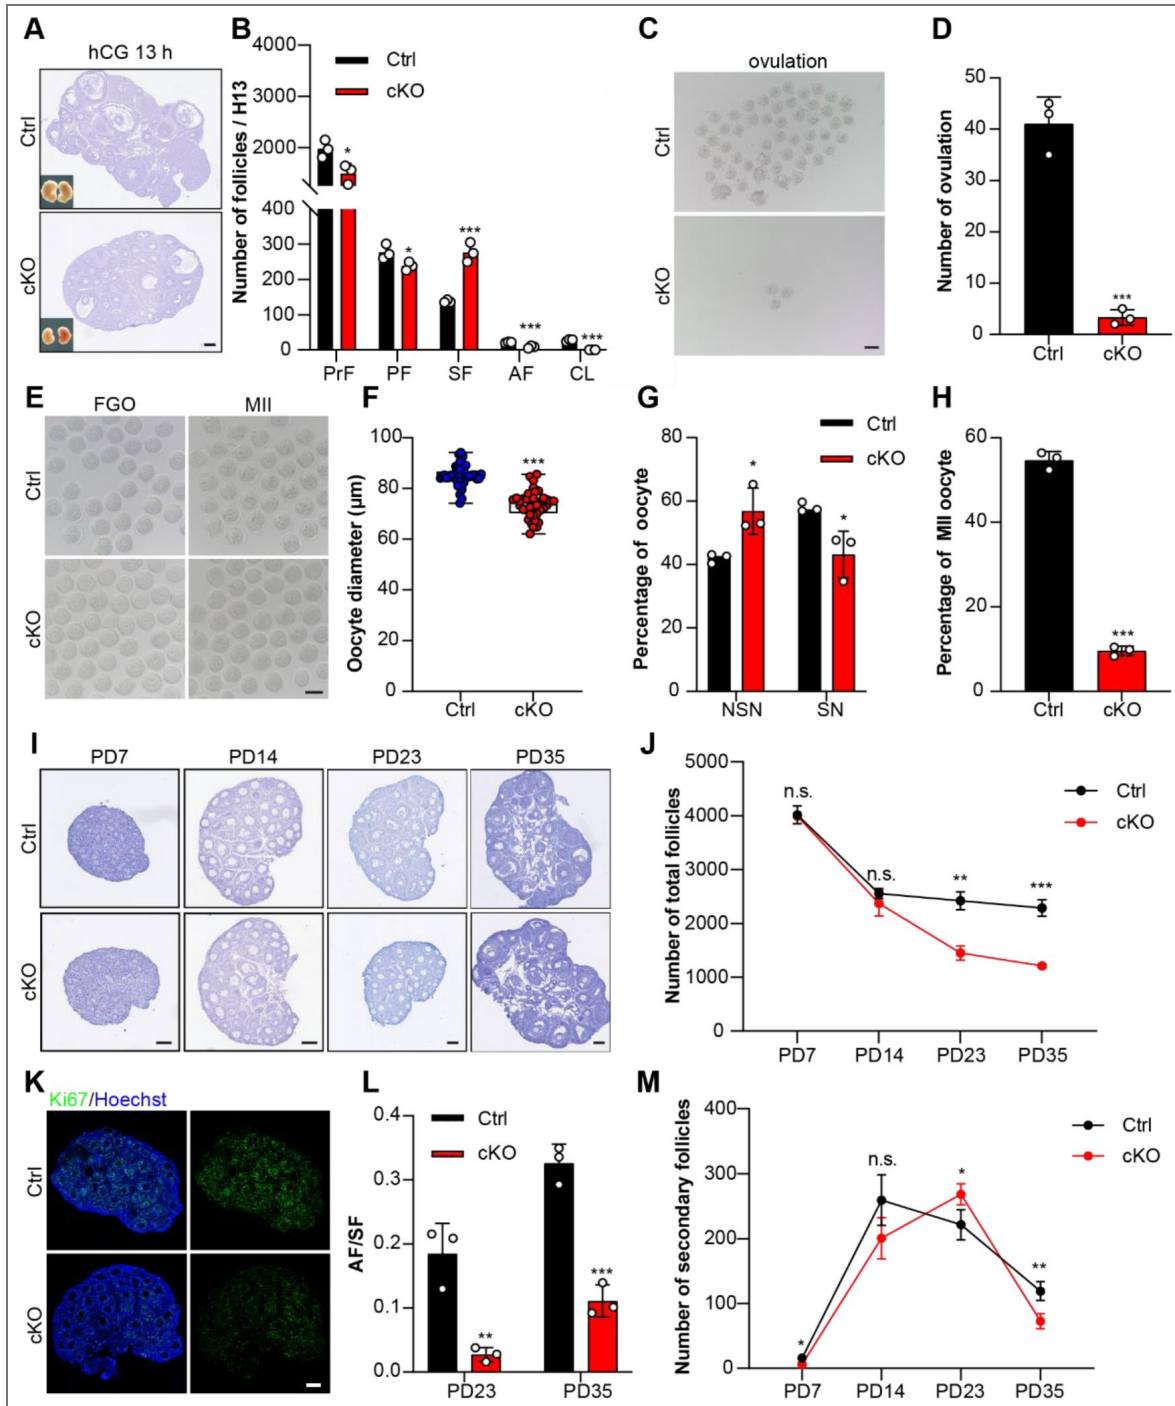 A
hCG 13 h
Ctrl
cKO
B
Number of follicles / H13
4000
3000
2000
400
300
200
100
0
Ctrl
cKO
*
*
***
***
***
PrF PF SF AF CL
C
ovulation
Ctrl
cKO
D
Number of ovulation
50
40
30
20
10
0
***
Ctrl cKO
E
FGO MII
Ctrl
cKO
F
Oocyte diameter (μm)
100
80
60
40
20
0
***
Ctrl cKO
G
Percentage of oocyte
80
60
40
20
0
Ctrl
cKO
*
*
NSN SN
H
Percentage of MII oocyte
60
40
20
0
***
Ctrl cKO
I
PD7 PD14 PD23 PD35
Ctrl
cKO
J
Number of total follicles
5000
4000
3000
2000
1000
0
n.s.
n.s.
**
***
Ctrl
cKO
PD7 PD14 PD23 PD35
K
Ki67/Hoechst
Ctrl
cKO
L
AF/SF
0.4
0.3
0.2
0.1
0.0
Ctrl
cKO
**
***
PD23 PD35
M
Number of secondary follicles
400
300
200
100
0
*
n.s.
*
**
Ctrl
cKO
PD7 PD14 PD23 PD35